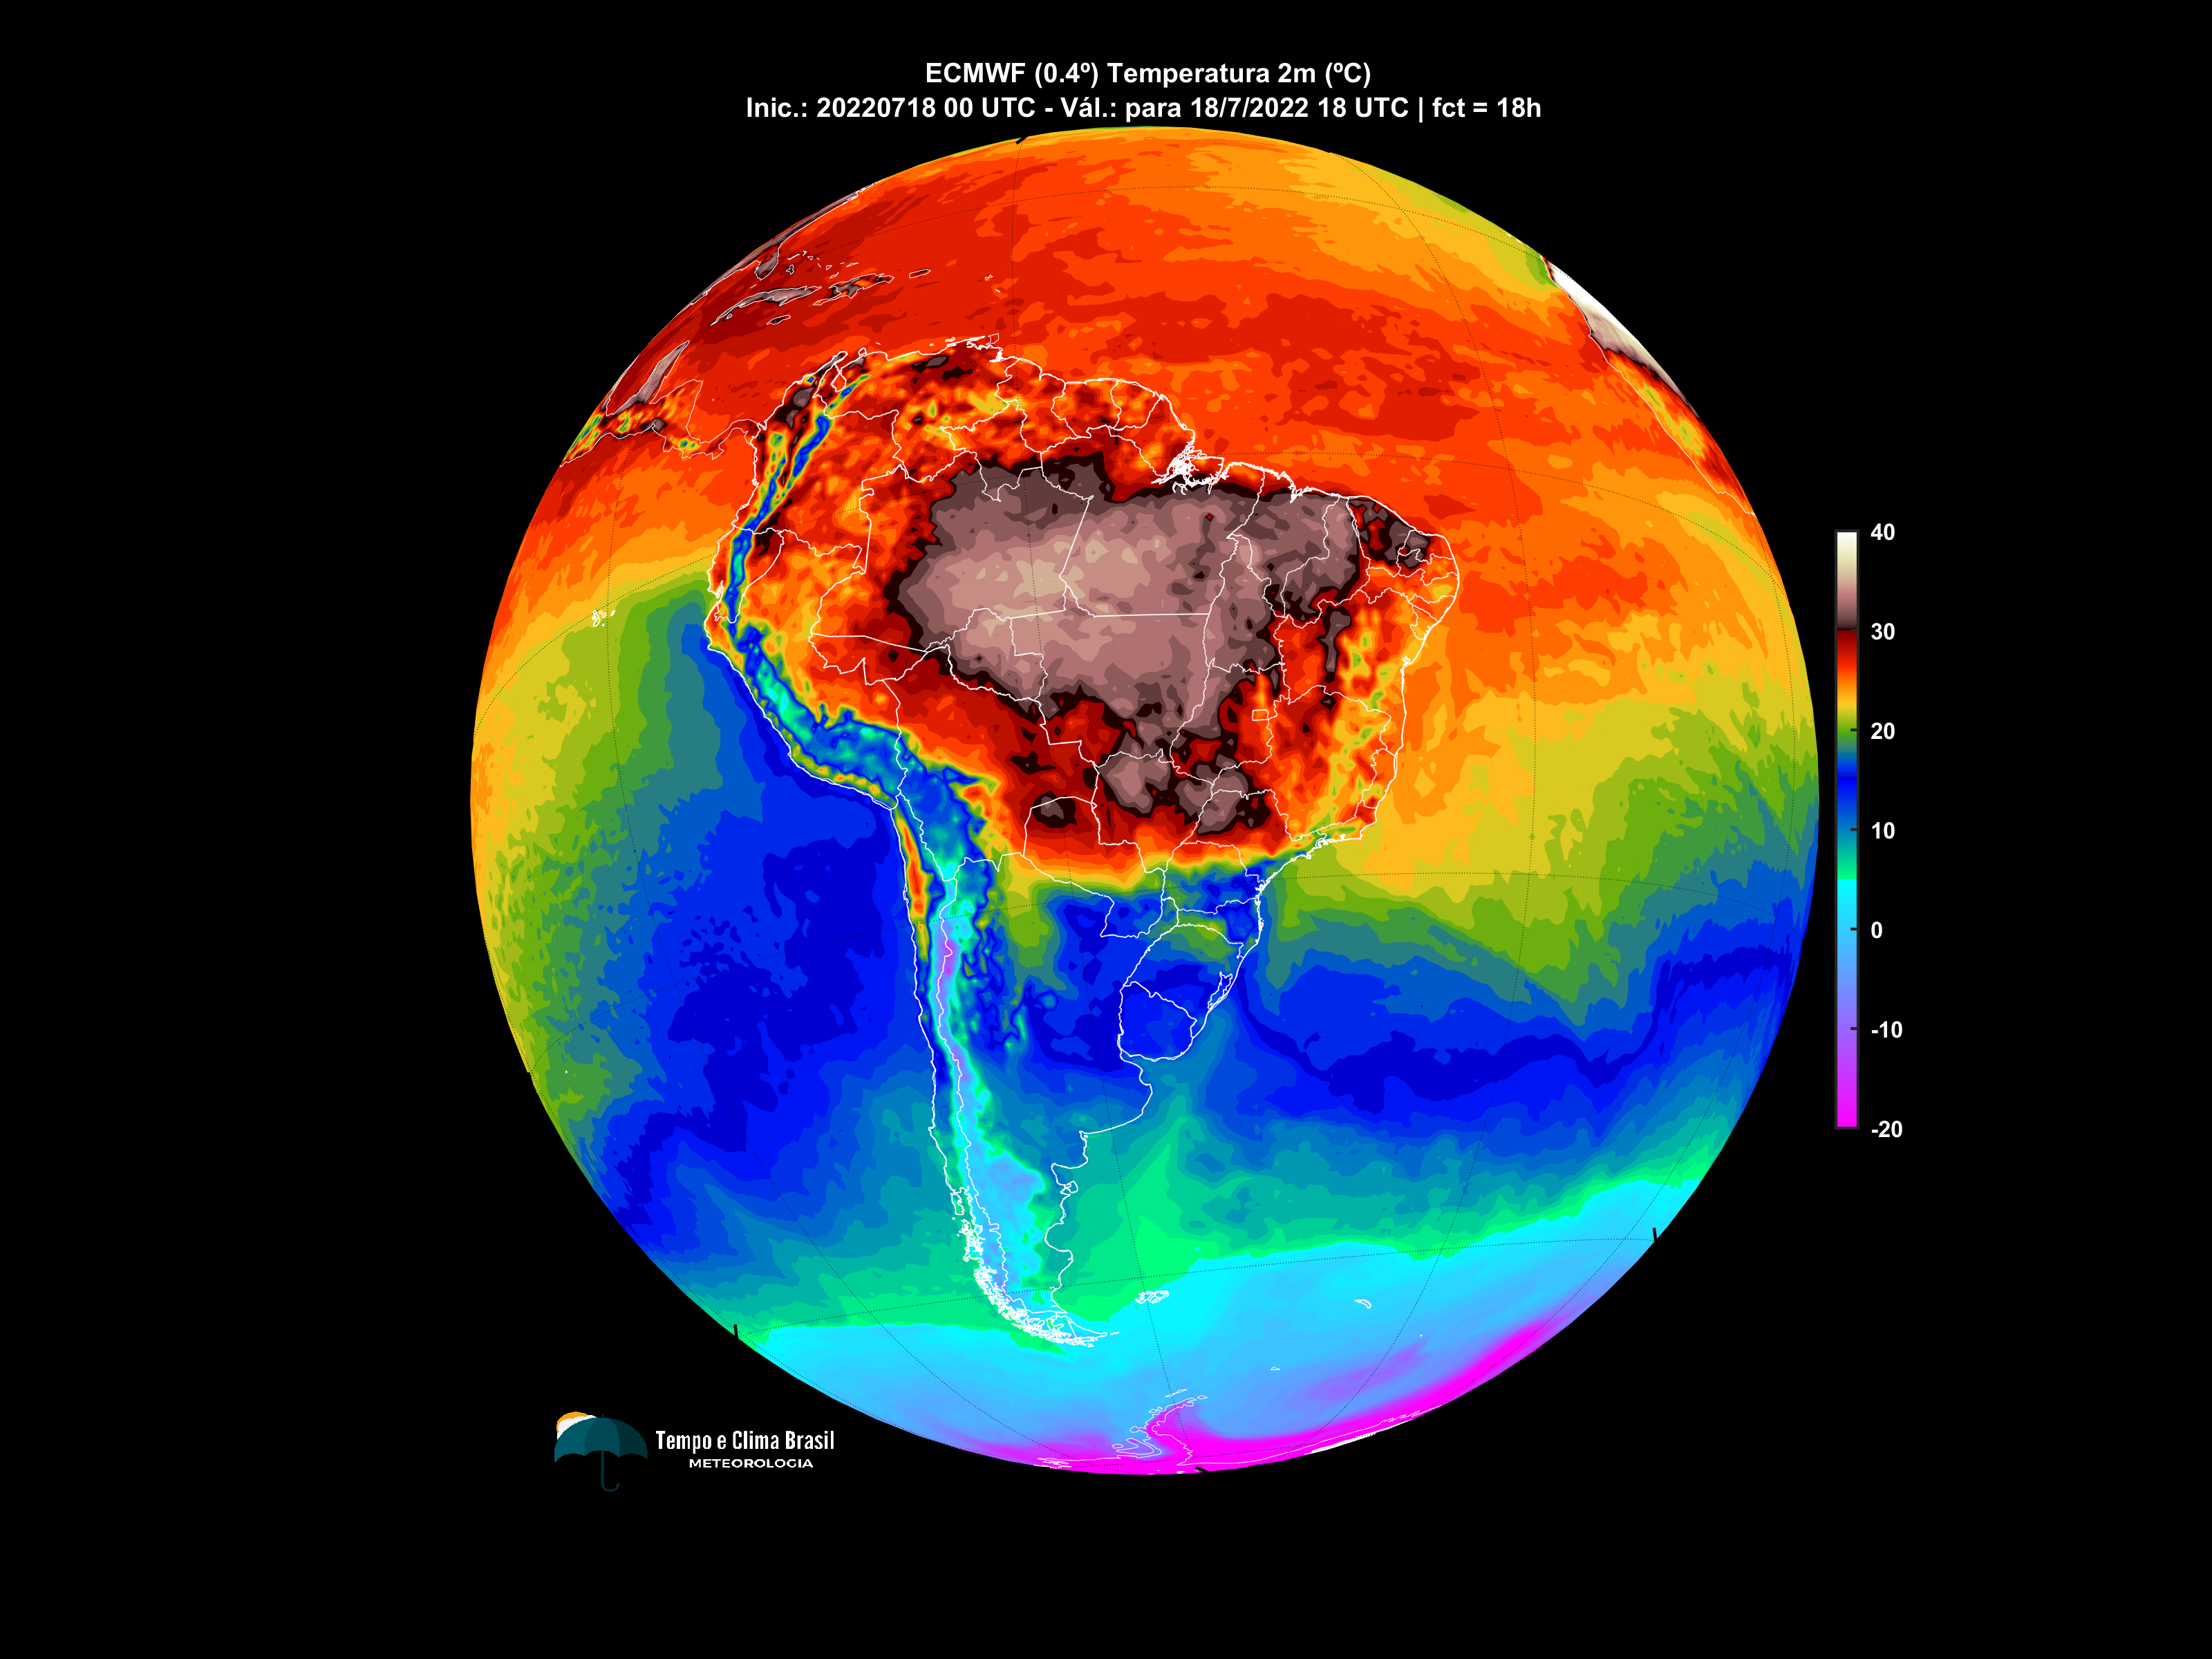 ECMWF (0.4º) Temperatura 2m (ºC)
Inic.: 20220718 00 UTC - Vál.: para 18/7/2022 18 UTC | fct = 18h
40
30
20
10
0
-10
-20
Tempo e Clima Brasil
METEOROLOGIA